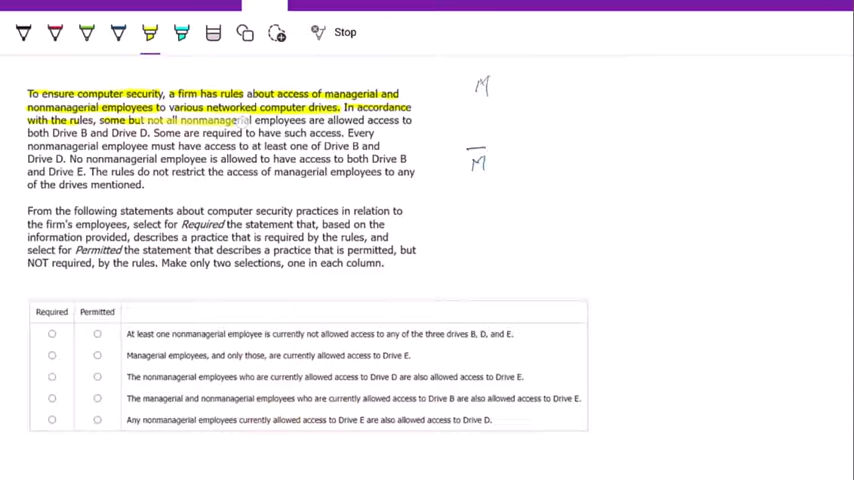 Stop
To ensure computer security, a firm has rules about access of managerial and
nonmanagerial employees to various networked computer drives. In accordance
with the rules, some but not all nonmanagerial employees are allowed access to
both Drive B and Drive D. Some are required to have such access. Every
nonmanagerial employee must have access to at least one of Drive B and
Drive D. No nonmanagerial employee is allowed to have access to both Drive B
and Drive E. The rules do not restrict the access of managerial employees to any
of the drives mentioned.
M
M
From the following statements about computer security practices in relation to
the firm's employees, select for Required the statement that, based on the
information provided, describes a practice that is required by the rules, and
select for Permitted the statement that describes a practice that is permitted, but
NOT required, by the rules. Make only two selections, one in each column.
Required Permitted
At least one nonmanagerial employee is currently not allowed access to any of the three drives B, D, and E.
Managerial employees, and only those, are currently allowed access to Drive E.
The nonmanagerial employees who are currently allowed access to Drive D are also allowed access to Drive E.
The managerial and nonmanagerial employees who are currently allowed access to Drive B are also allowed access to Drive E.
Any nonmanagerial employees currently allowed access to Drive E are also allowed access to Drive D.